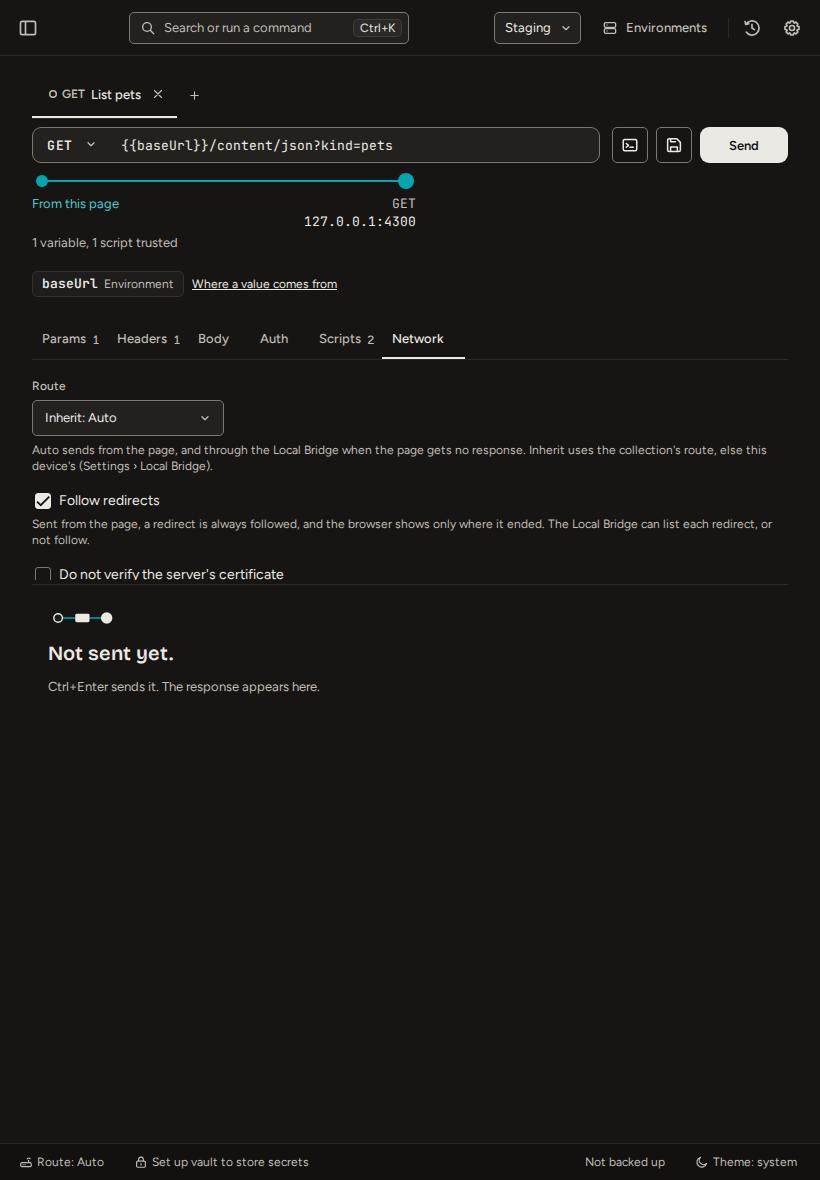 Search or run a command Ctrl+K Staging Environments
GET List pets
GET {{baseUrl}}/content/json?kind=pets Send
From this page GET
127.0.0.1:4300
1 variable, 1 script trusted
baseUrl Environment Where a value comes from
Params 1 Headers 1 Body Auth Scripts 2 Network
Route
Inherit: Auto
Auto sends from the page, and through the Local Bridge when the page gets no response. Inherit uses the collection's route, else this
device's (Settings › Local Bridge).
Follow redirects
Sent from the page, a redirect is always followed, and the browser shows only where it ended. The Local Bridge can list each redirect, or
not follow.
Do not verify the server's certificate
Not sent yet.
Ctrl+Enter sends it. The response appears here.
Route: Auto Set up vault to store secrets Not backed up Theme: system